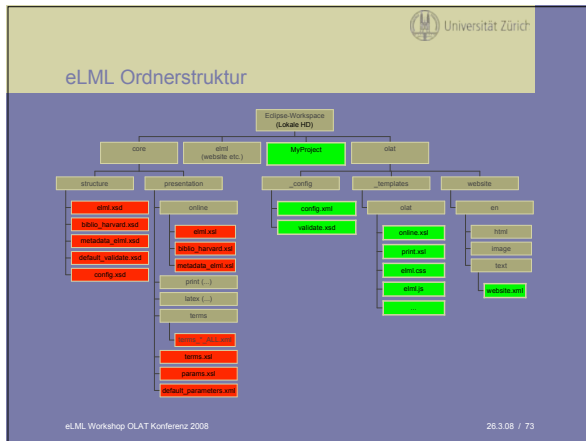 Universität Zürich
eLML Ordnerstruktur
Eclipse-Workspace
(Lokale HD)
core
elml
(website etc.)
MyProject
olat
structure
presentation
_config
_templates
website
elml.xsd
biblio_harvard.xsd
metadata_elml.xsd
default_validate.xsd
config.xsd
online
elml.xsl
biblio_harvard.xsl
metadata_elml.xsl
print (...)
latex (...)
terms
terms_*_ALL.xml
terms.xsl
params.xsl
default_parameters.xml
config.xml
validate.xsd
olat
online.xsl
print.xsl
elml.css
elml.js
...
en
html
image
text
website.xml
eLML Workshop OLAT Konferenz 2008
26.3.08 / 73